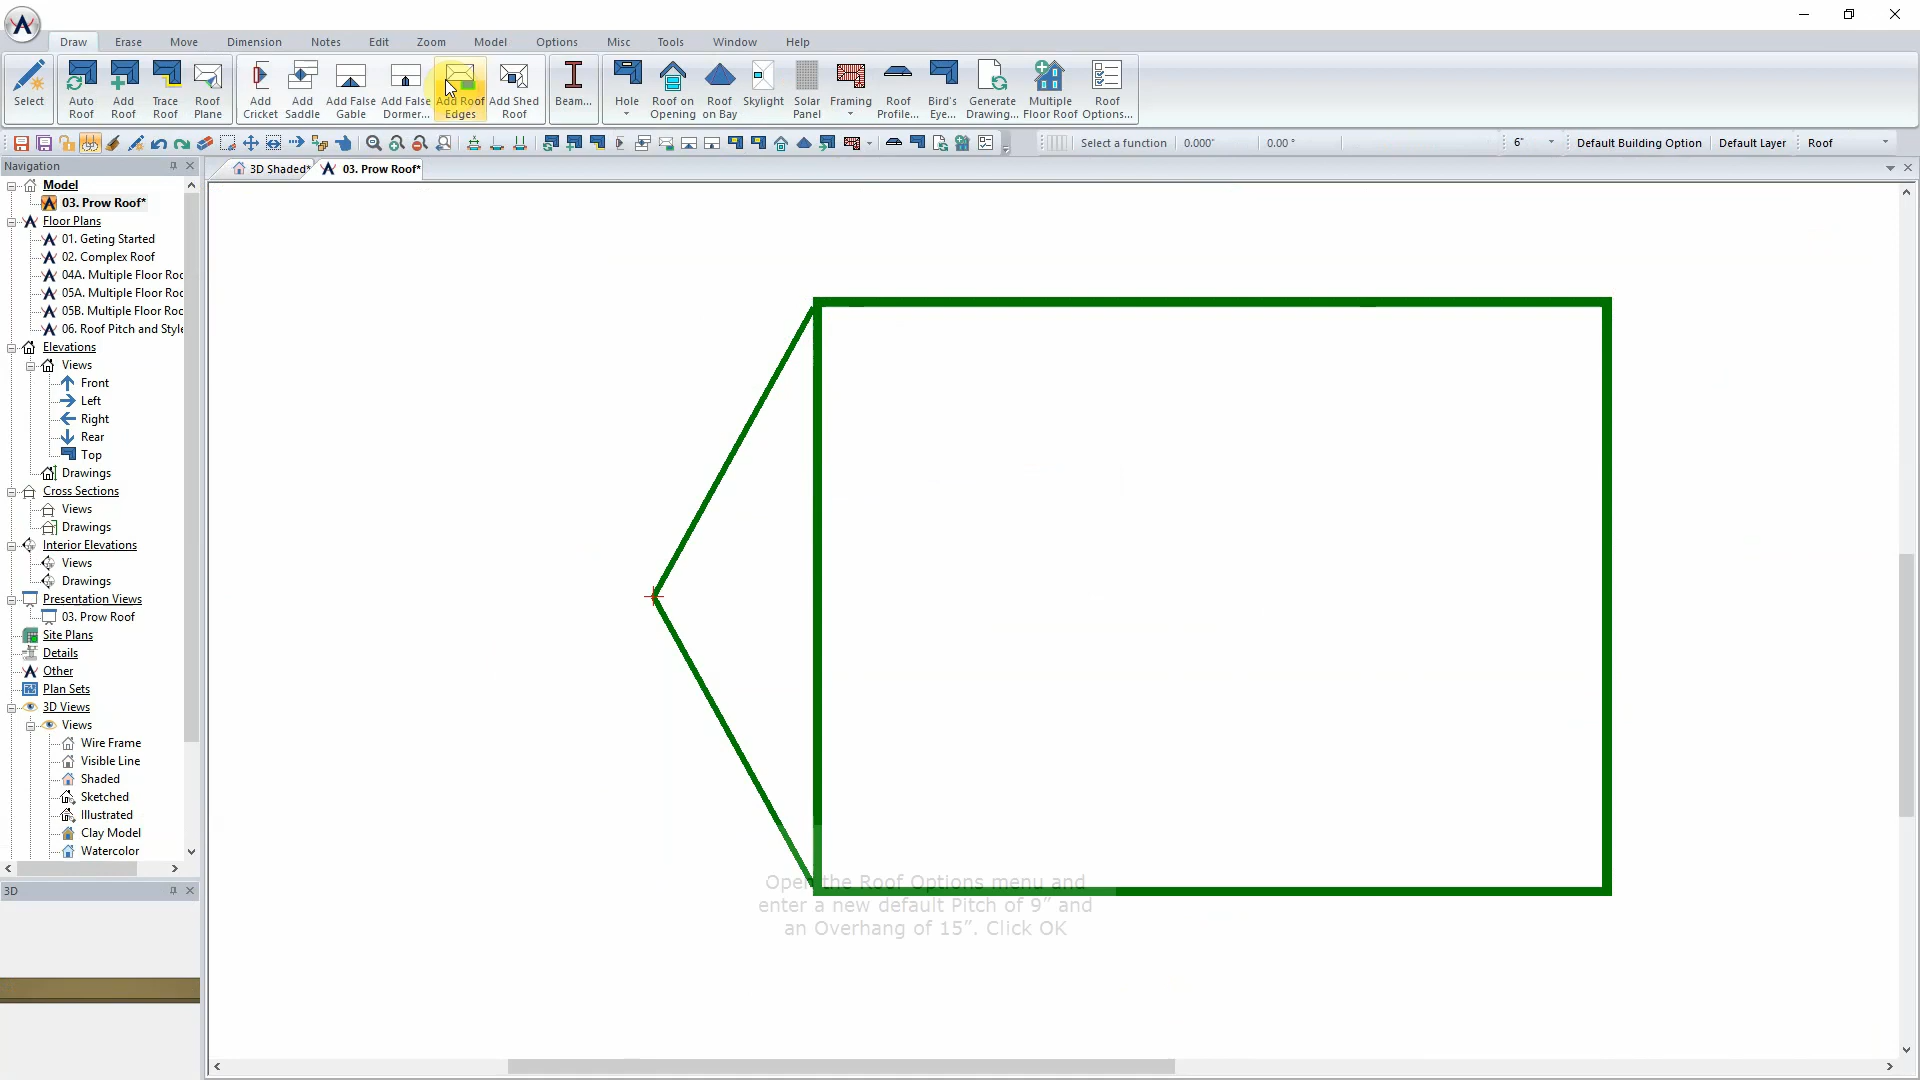 Draw Erase Move Dimension Notes Edit Zoom Model Options Misc Tools Window Help
Select
Auto Roof
Add Roof
Trace Roof
Roof Plane
Add Cricket
Add Saddle
Add False Gable
Add False Dormer...
Add Roof Edges
Add Shed Roof
Beam...
Hole
Roof on Opening
Roof on Bay
Skylight
Solar Panel
Framing
Roof Profile...
Bird's Eye...
Generate Drawing...
Multiple Floor Roof
Roof Options...
Select a function 0.000" 0.00 ° 6" Default Building Option Default Layer Roof
Navigation
3D Shaded* 03. Prow Roof*
Model
03. Prow Roof*
Floor Plans
01. Geting Started
02. Complex Roof
04A. Multiple Floor Roo
05A. Multiple Floor Roo
05B. Multiple Floor Roo
06. Roof Pitch and Style
Elevations
Views
Front
Left
Right
Rear
Top
Drawings
Cross Sections
Views
Drawings
Interior Elevations
Views
Drawings
Presentation Views
03. Prow Roof
Site Plans
Details
Other
Plan Sets
3D Views
Views
Wire Frame
Visible Line
Shaded
Sketched
Illustrated
Clay Model
Watercolor
3D
Open the Roof Options menu and
enter a new default Pitch of 9” and
an Overhang of 15”. Click OK